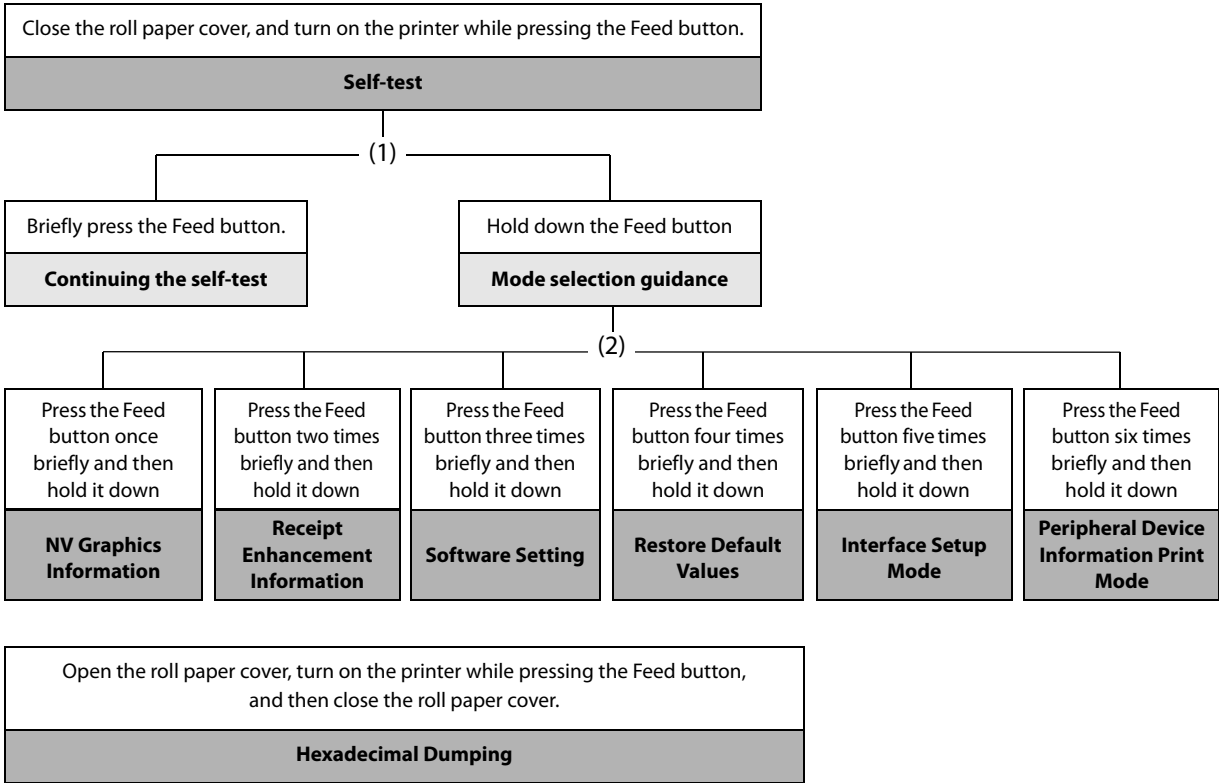 Close the roll paper cover, and turn on the printer while pressing the Feed button.
Self-test
(1)
Briefly press the Feed button.
Continuing the self-test
Hold down the Feed button
Mode selection guidance
(2)
Press the Feed
button once
briefly and then
hold it down
NV Graphics
Information
Press the Feed
button two times
briefly and then
hold it down
Receipt
Enhancement
Information
Press the Feed
button three times
briefly and then
hold it down
Software Setting
Press the Feed
button four times
briefly and then
hold it down
Restore Default
Values
Press the Feed
button five times
briefly and then
hold it down
Interface Setup
Mode
Press the Feed
button six times
briefly and then
hold it down
Peripheral Device
Information Print
Mode
Open the roll paper cover, turn on the printer while pressing the Feed button,
and then close the roll paper cover.
Hexadecimal Dumping